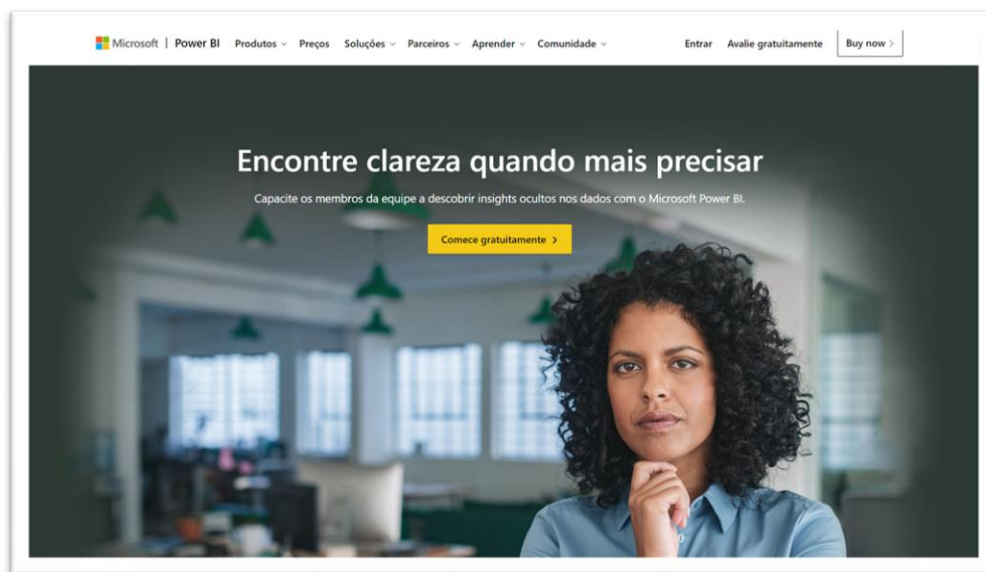 Microsoft | Power BI Produtos Preços Soluções Parceiros Aprender Comunidade Entrar Avalie gratuitamente Buy now >
Encontre clareza quando mais precisar
Capacite os membros da equipe a descobrir insights ocultos nos dados com o Microsoft Power BI.
Comece gratuitamente >